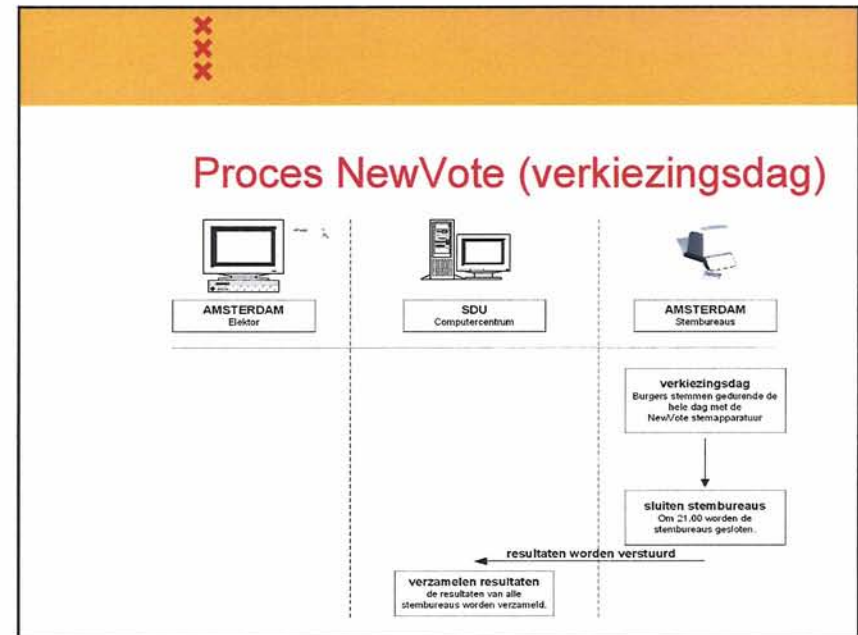 Proces NewVote (verkiezingsdag)
AMSTERDAM
Elektor
SDU
Computercentrum
AMSTERDAM
Stembureaus
verkiezingsdag
Burgers stemmen gedurende de
hele dag met de
NewVote stemapparatuur
sluiten stembureaus
Om 21.00 worden de
stembureaus gesloten.
resultaten worden verstuurd
verzamelen resultaten
de resultaten van alle
stembureaus worden verzameld.